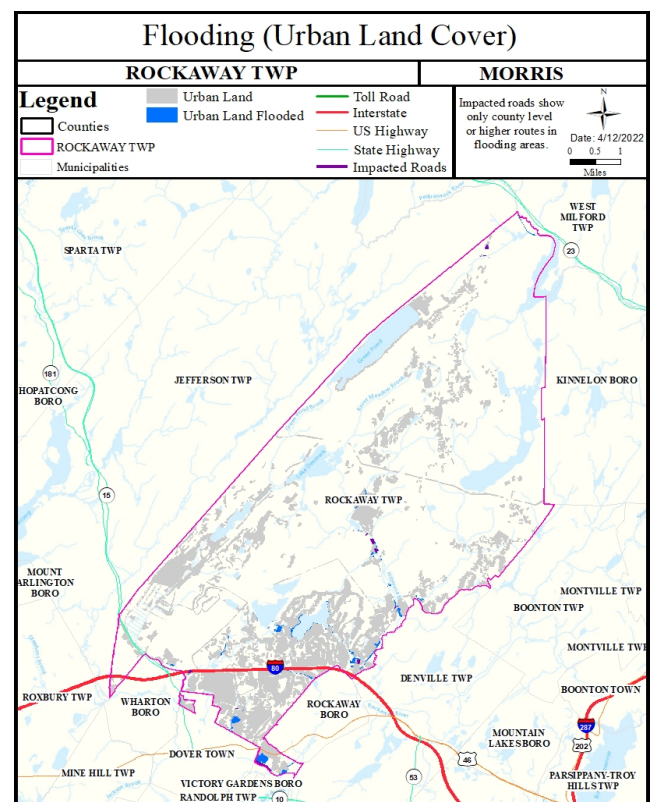 Flooding (Urban Land Cover)
ROCKAWAY TWP
MORRIS
Legend
Counties
ROCKAWAY TWP
Municipalities
Urban Land
Urban Land Flooded
Toll Road
Interstate
US Highway
State Highway
Impacted Roads
Impacted roads show
only county level
or higher routes in
flooding areas.
N
Date: 4/12/2022
0 0.5 1
Miles
WEST
MILFORD
TWP
23
SPARTA TWP
181
HOPATCONG
BORO
JEFFERSON TWP
KINNELON BORO
Green Pond
15
ROCKAWAY TWP
MOUNT
ARLINGTON
BORO
MONTVILLE TWP
BOONTON TWP
MONTVILLE TWP
80
DENVILLE TWP
BOONTON TOWN
ROXBURY TWP
WHARTON
BORO
ROCKAWAY
BORO
287
MOUNTAIN
LAKES BORO
202
DOVER TOWN
46
MINE HILL TWP
53
PARSIPPANY-TROY
HILLS TWP
VICTORY GARDENS BORO
RANDOLPH TWP
10